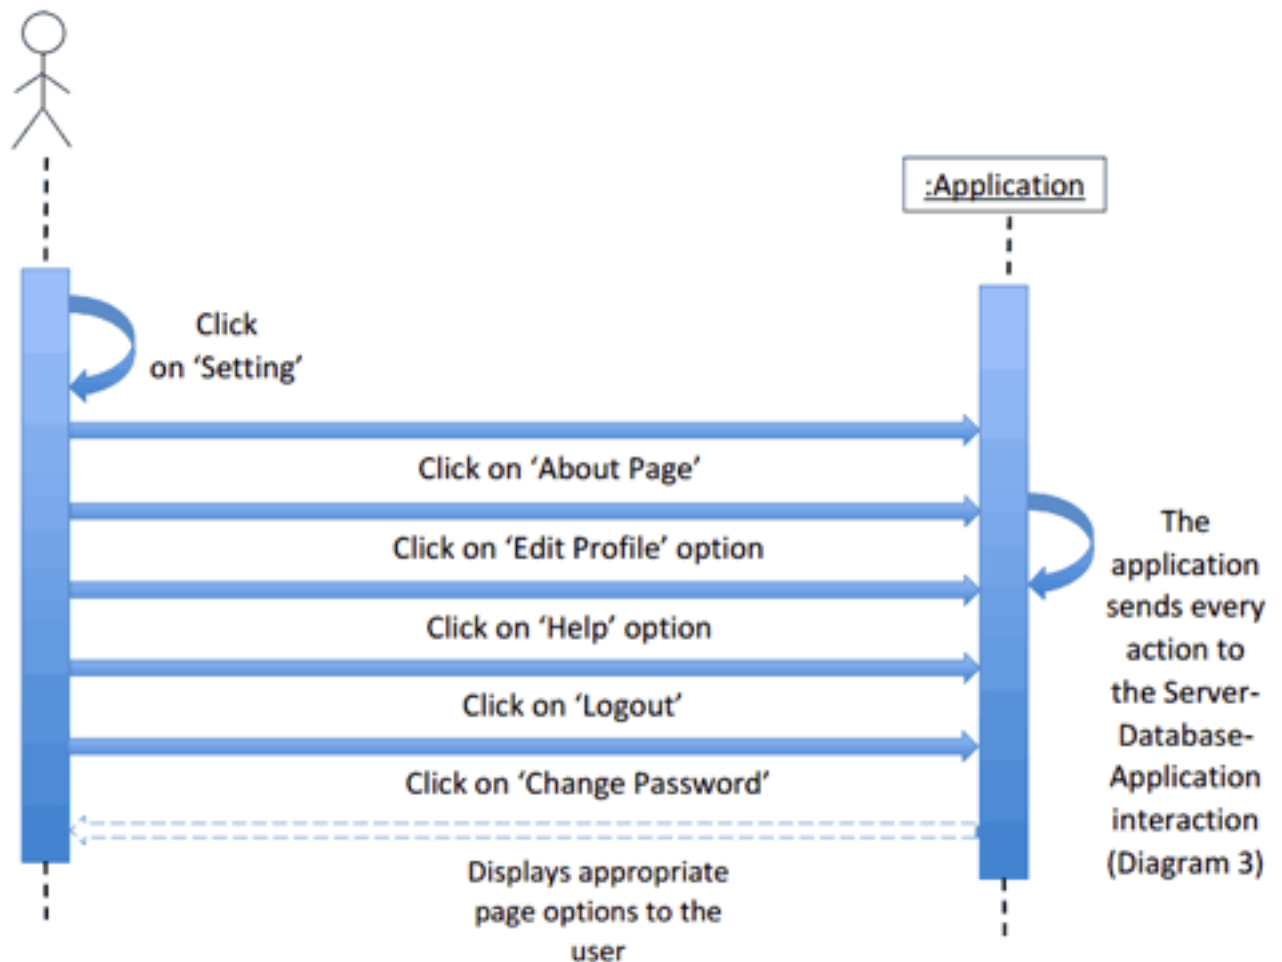 :Application
Click
on ‘Setting’
Click on ‘About Page’
Click on ‘Edit Profile’ option
Click on ‘Help’ option
Click on ‘Logout’
Click on ‘Change Password’
Displays appropriate
page options to the
user
The
application
sends every
action to
the Server-
Database-
Application
interaction
(Diagram 3)